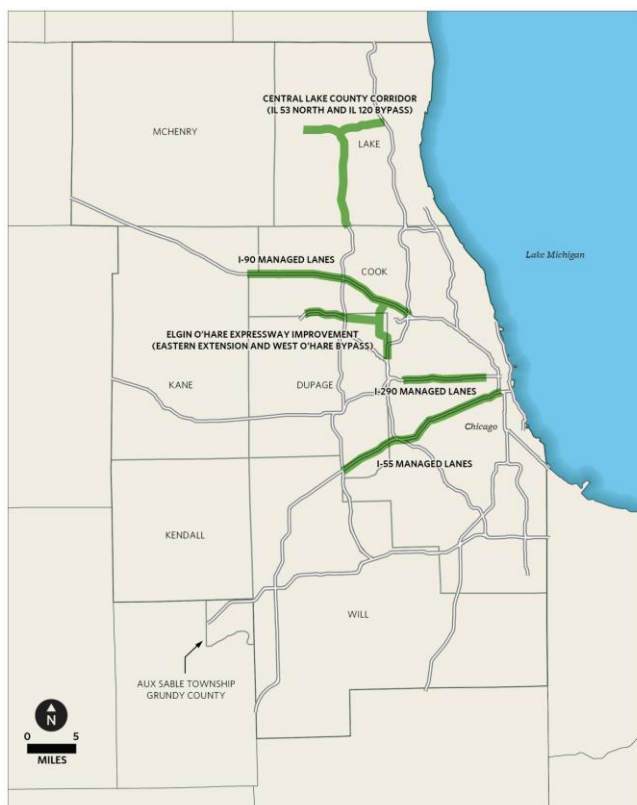 CENTRAL LAKE COUNTY CORRIDOR
(IL 53 NORTH AND IL 120 BYPASS)
MCHENRY
LAKE
I-90 MANAGED LANES
COOK
Lake Michigan
ELGIN O'HARE EXPRESSWAY IMPROVEMENT
(EASTERN EXTENSION AND WEST O'HARE BYPASS)
KANE
DUPAGE
I-290 MANAGED LANES
Chicago
I-55 MANAGED LANES
KENDALL
WILL
AUX SABLE TOWNSHIP
GRUNDY COUNTY
N
0 5
MILES